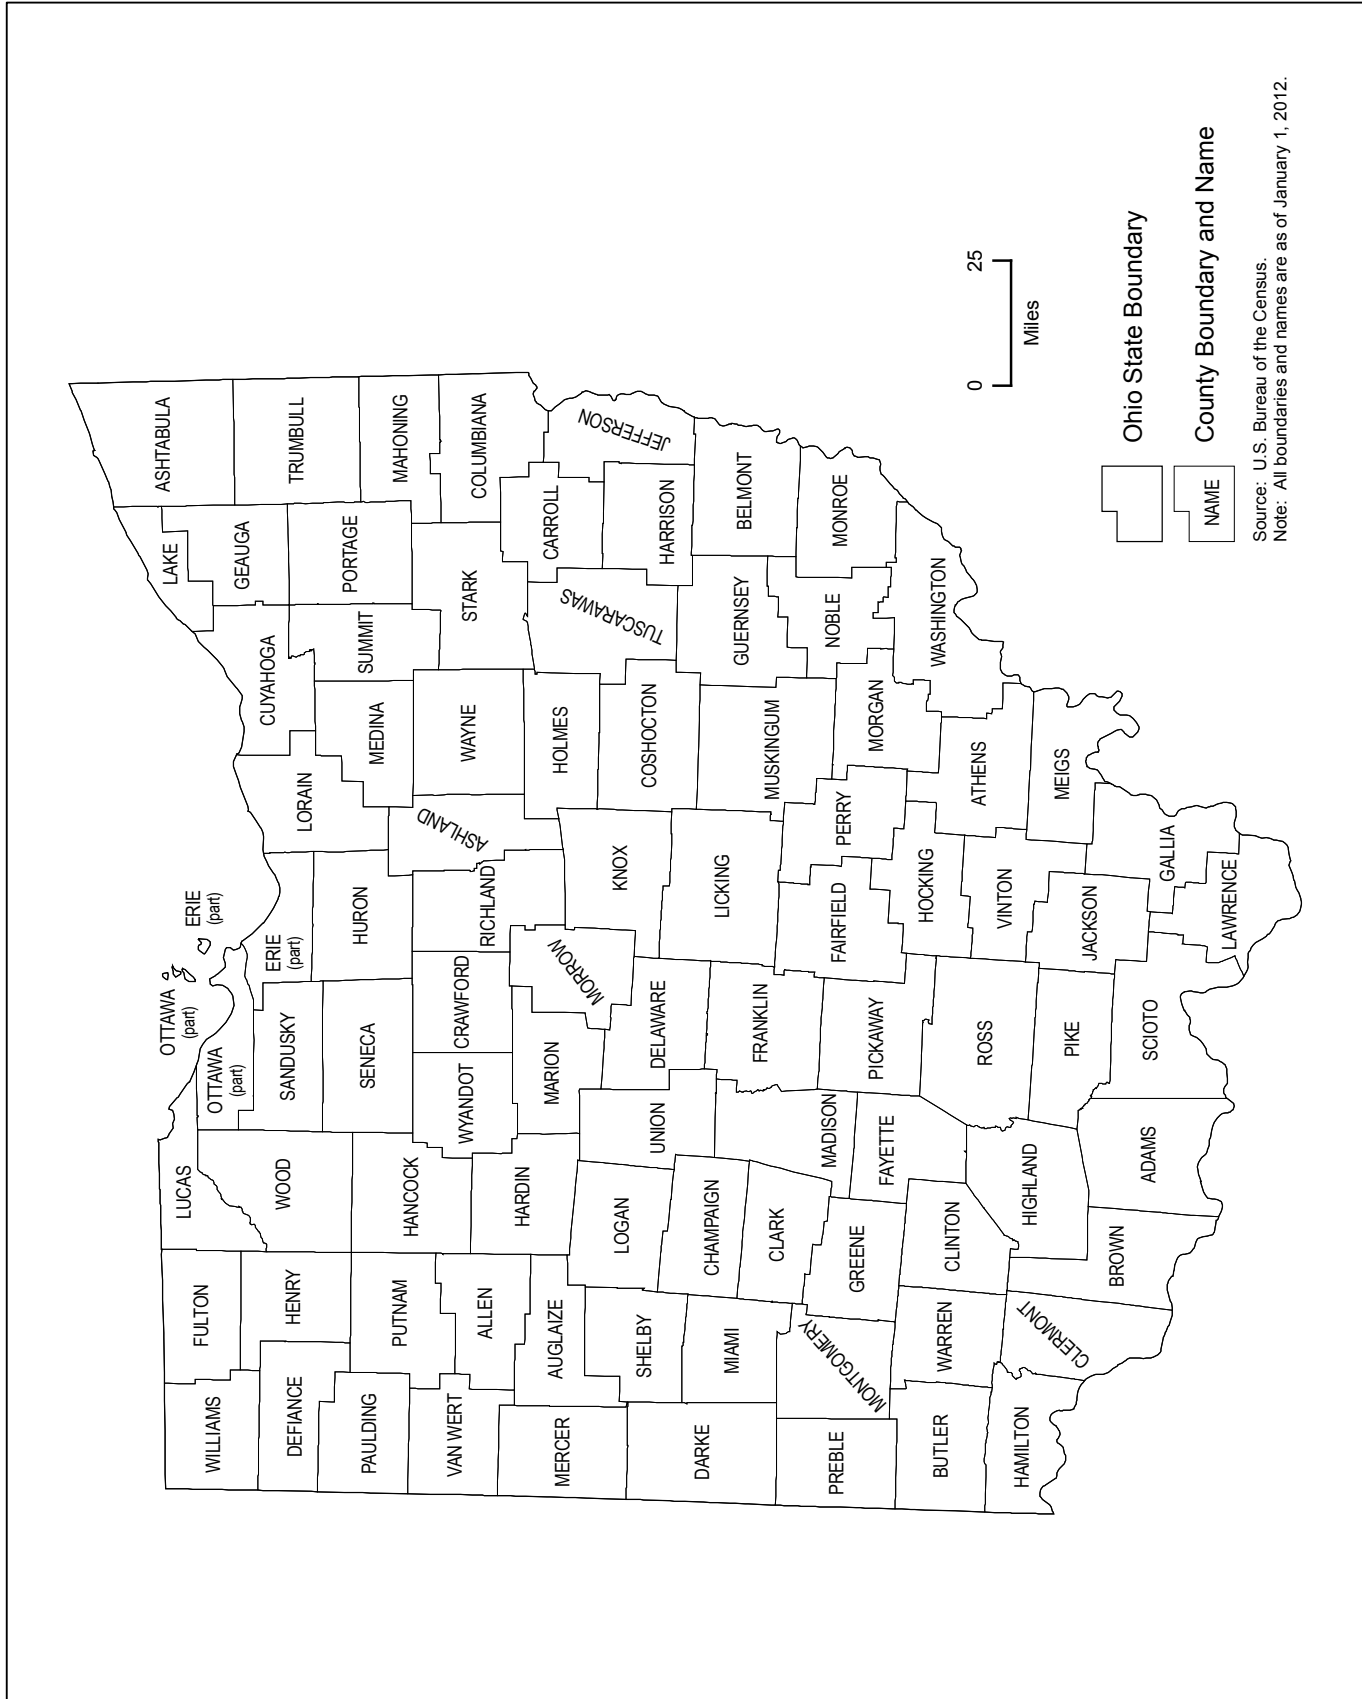 WILLIAMS
FULTON
LUCAS
OTTAWA
(part)
OTTAWA
(part)
ERIE
(part)
ERIE
(part)
LAKE
ASHTABULA
GEAUGA
CUYAHOGA
LORAIN
SANDUSKY
WOOD
HENRY
DEFIANCE
PAULDING
PUTNAM
HANCOCK
SENECA
HURON
MEDINA
SUMMIT
PORTAGE
TRUMBULL
MAHONING
COLUMBIANA
STARK
WAYNE
ASHLAND
RICHLAND
CRAWFORD
WYANDOT
ALLEN
VAN WERT
MERCER
AUGLAIZE
HARDIN
MARION
MORROW
KNOX
HOLMES
TUSCARAWAS
CARROLL
JEFFERSON
HARRISON
COSHOCTON
DELAWARE
UNION
LOGAN
SHELBY
DARKE
MIAMI
CHAMPAIGN
CLARK
MADISON
FRANKLIN
LICKING
MUSKINGUM
GUERNSEY
BELMONT
MONROE
NOBLE
MORGAN
PERRY
FAIRFIELD
PICKAWAY
FAYETTE
GREENE
MONTGOMERY
PREBLE
BUTLER
WARREN
CLINTON
HIGHLAND
ROSS
HOCKING
VINTON
ATHENS
WASHINGTON
MEIGS
GALLIA
JACKSON
PIKE
SCIOTO
LAWRENCE
ADAMS
BROWN
CLERMONT
HAMILTON
0 25
Miles
Ohio State Boundary
NAME County Boundary and Name
Source: U.S. Bureau of the Census.
Note: All boundaries and names are as of January 1, 2012.